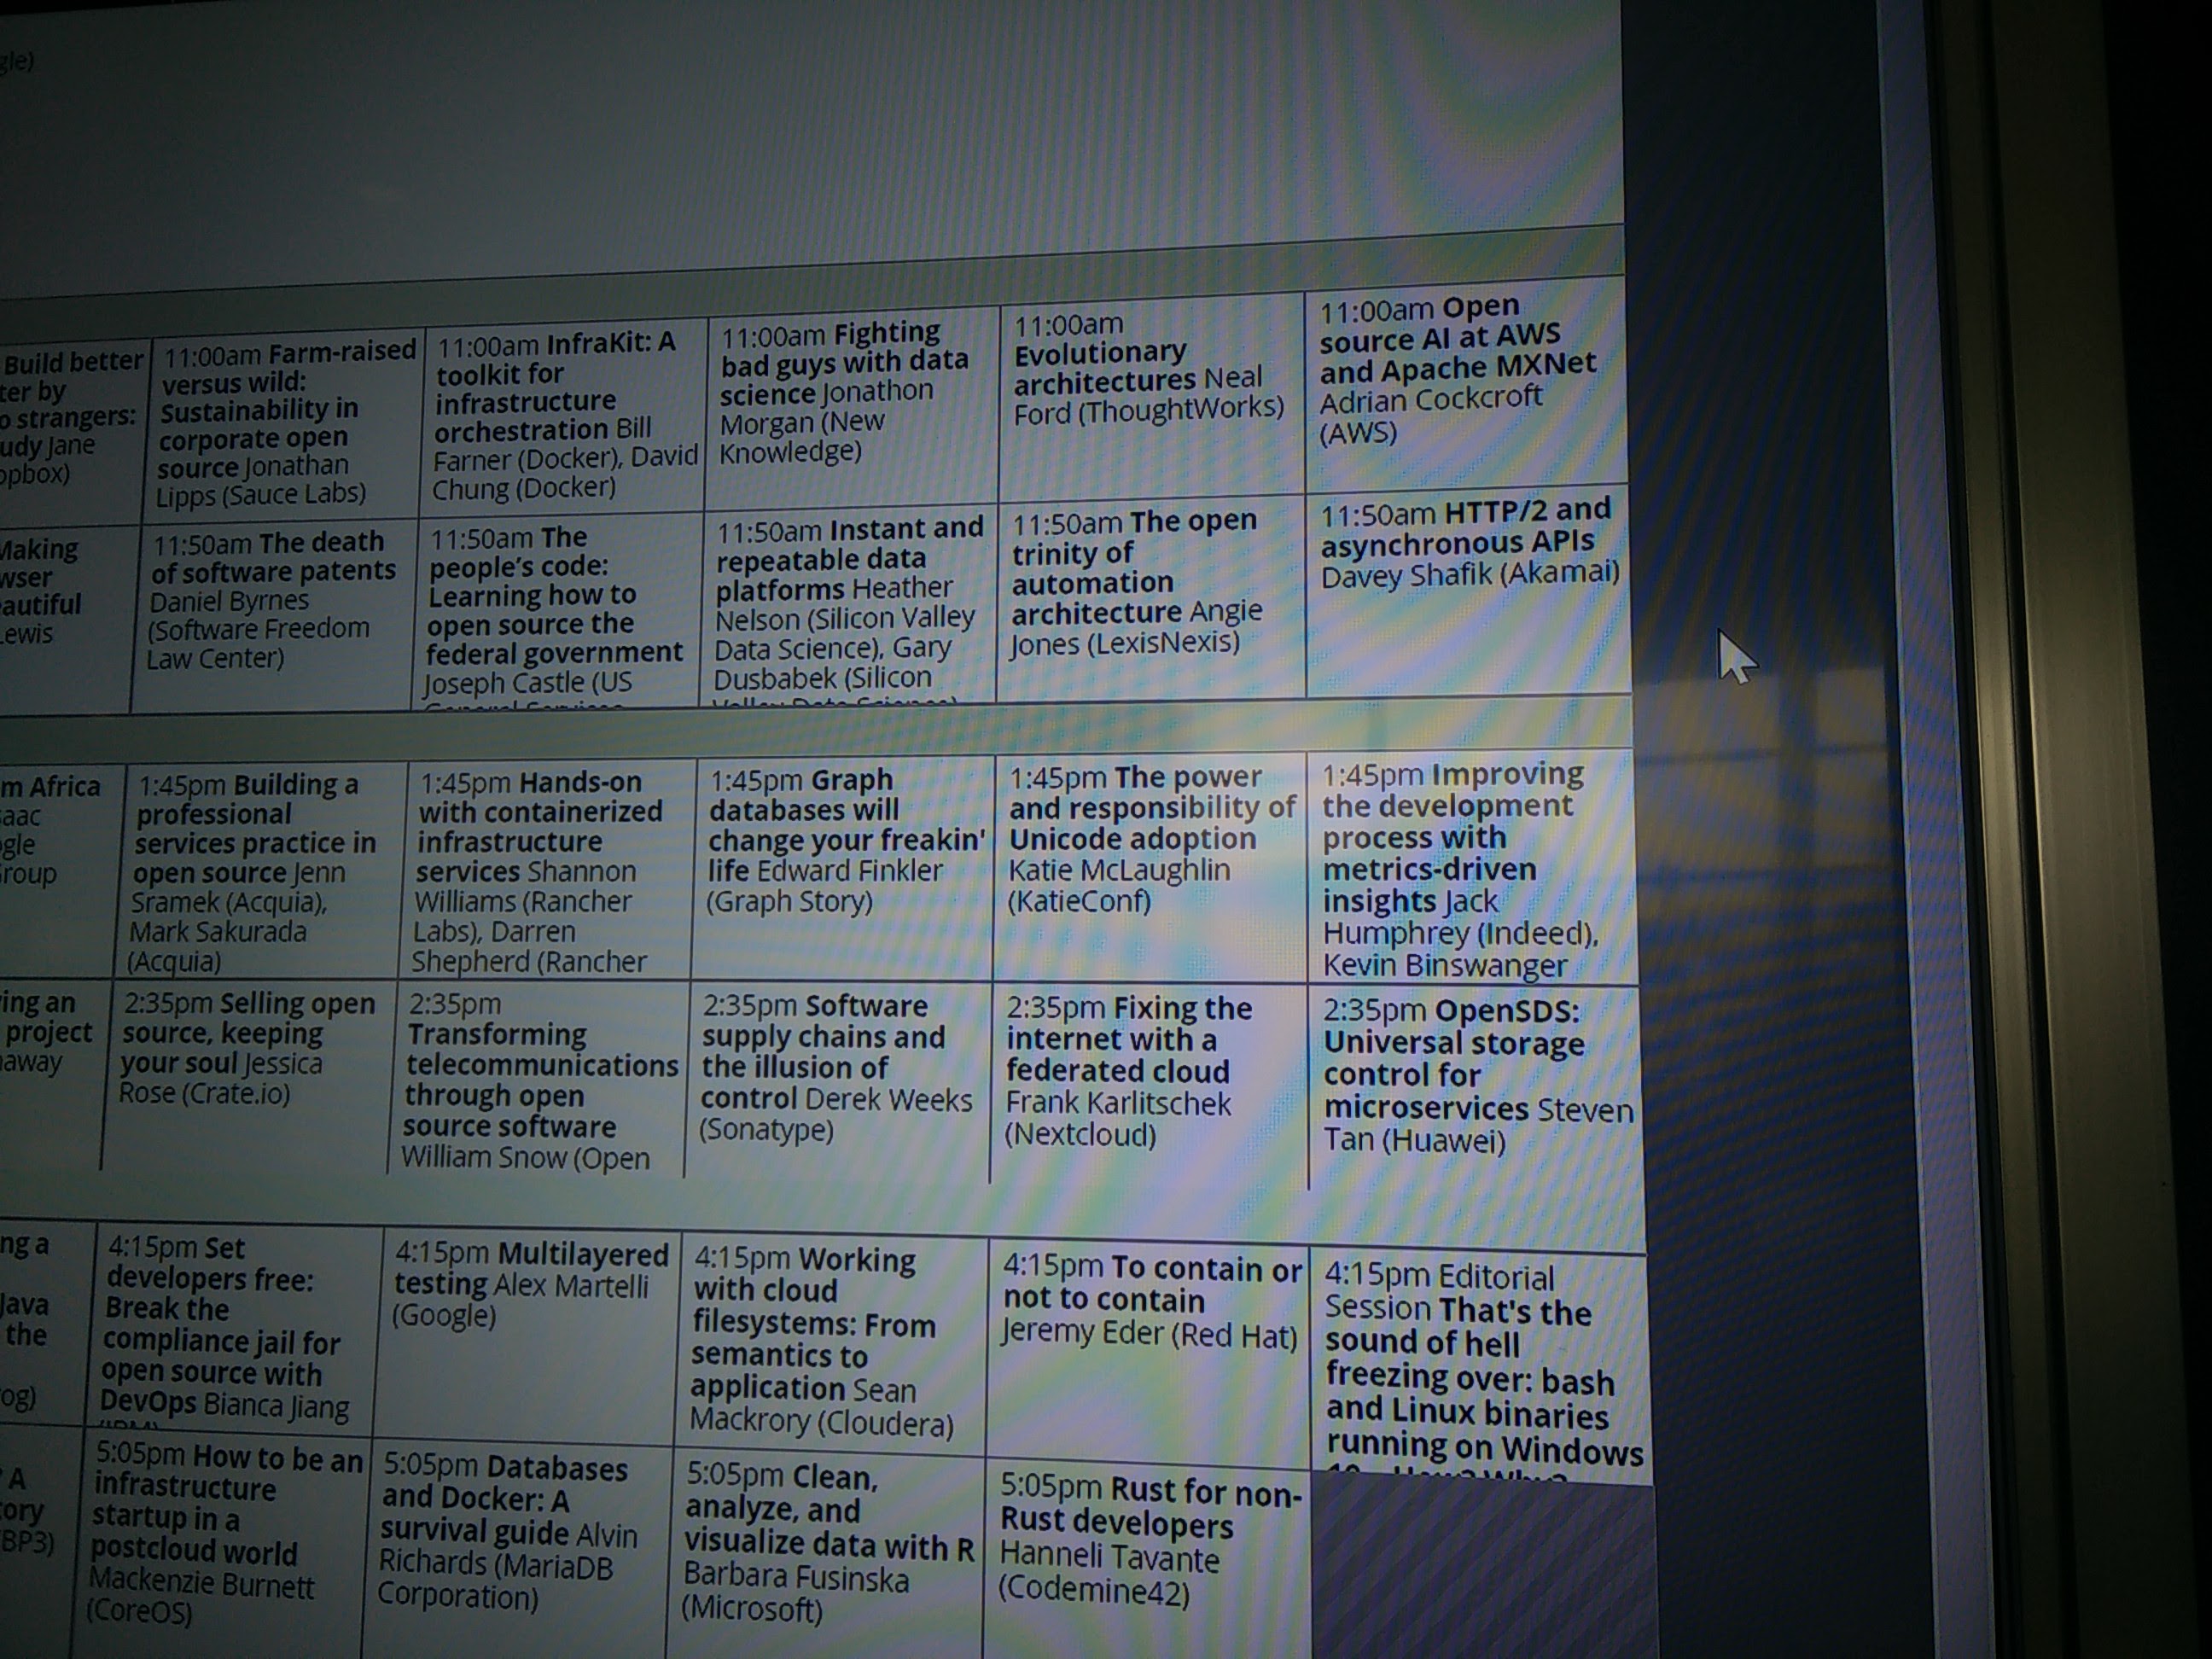 gle)
Build better
ter by
o strangers:
udy Jane
opbox)
11:00am Farm-raised
versus wild:
Sustainability in
corporate open
source Jonathan
Lipps (Sauce Labs)
11:00am InfraKit: A
toolkit for
infrastructure
orchestration Bill
Farner (Docker), David
Chung (Docker)
11:00am Fighting
bad guys with data
science Jonathon
Morgan (New
Knowledge)
11:00am
Evolutionary
architectures Neal
Ford (ThoughtWorks)
11:00am Open
source AI at AWS
and Apache MXNet
Adrian Cockcroft
(AWS)
Making
wser
eautiful
Lewis
11:50am The death
of software patents
Daniel Byrnes
(Software Freedom
Law Center)
11:50am The
people's code:
Learning how to
open source the
federal government
Joseph Castle (US
General Services
11:50am Instant and
repeatable data
platforms Heather
Nelson (Silicon Valley
Data Science), Gary
Dusbabek (Silicon
Valley Data Science)
11:50am The open
trinity of
automation
architecture Angie
Jones (LexisNexis)
11:50am HTTP/2 and
asynchronous APIs
Davey Shafik (Akamai)
m Africa
aac
gle
Group
1:45pm Building a
professional
services practice in
open source Jenn
Sramek (Acquia),
Mark Sakurada
(Acquia)
1:45pm Hands-on
with containerized
infrastructure
services Shannon
Williams (Rancher
Labs), Darren
Shepherd (Rancher
1:45pm Graph
databases will
change your freakin'
life Edward Finkler
(Graph Story)
1:45pm The power
and responsibility of
Unicode adoption
Katie McLaughlin
(KatieConf)
1:45pm Improving
the development
process with
metrics-driven
insights Jack
Humphrey (Indeed),
Kevin Binswanger
ing an
project
away
2:35pm Selling open
source, keeping
your soul Jessica
Rose (Crate.io)
2:35pm
Transforming
telecommunications
through open
source software
William Snow (Open
2:35pm Software
supply chains and
the illusion of
control Derek Weeks
(Sonatype)
2:35pm Fixing the
internet with a
federated cloud
Frank Karlitschek
(Nextcloud)
2:35pm OpenSDS:
Universal storage
control for
microservices Steven
Tan (Huawei)
ng a
Java
the
og)
4:15pm Set
developers free:
Break the
compliance jail for
open source with
DevOps Bianca Jiang
(IBM)
4:15pm Multilayered
testing Alex Martelli
(Google)
4:15pm Working
with cloud
filesystems: From
semantics to
application Sean
Mackrory (Cloudera)
4:15pm To contain or
not to contain
Jeremy Eder (Red Hat)
4:15pm Editorial
Session That's the
sound of hell
freezing over: bash
and Linux binaries
running on Windows
A
tory
BP3)
5:05pm How to be an
infrastructure
startup in a
postcloud world
Mackenzie Burnett
(CoreOS)
5:05pm Databases
and Docker: A
survival guide Alvin
Richards (MariaDB
Corporation)
5:05pm Clean,
analyze, and
visualize data with R
Barbara Fusinska
(Microsoft)
5:05pm Rust for non-
Rust developers
Hanneli Tavante
(Codemine42)